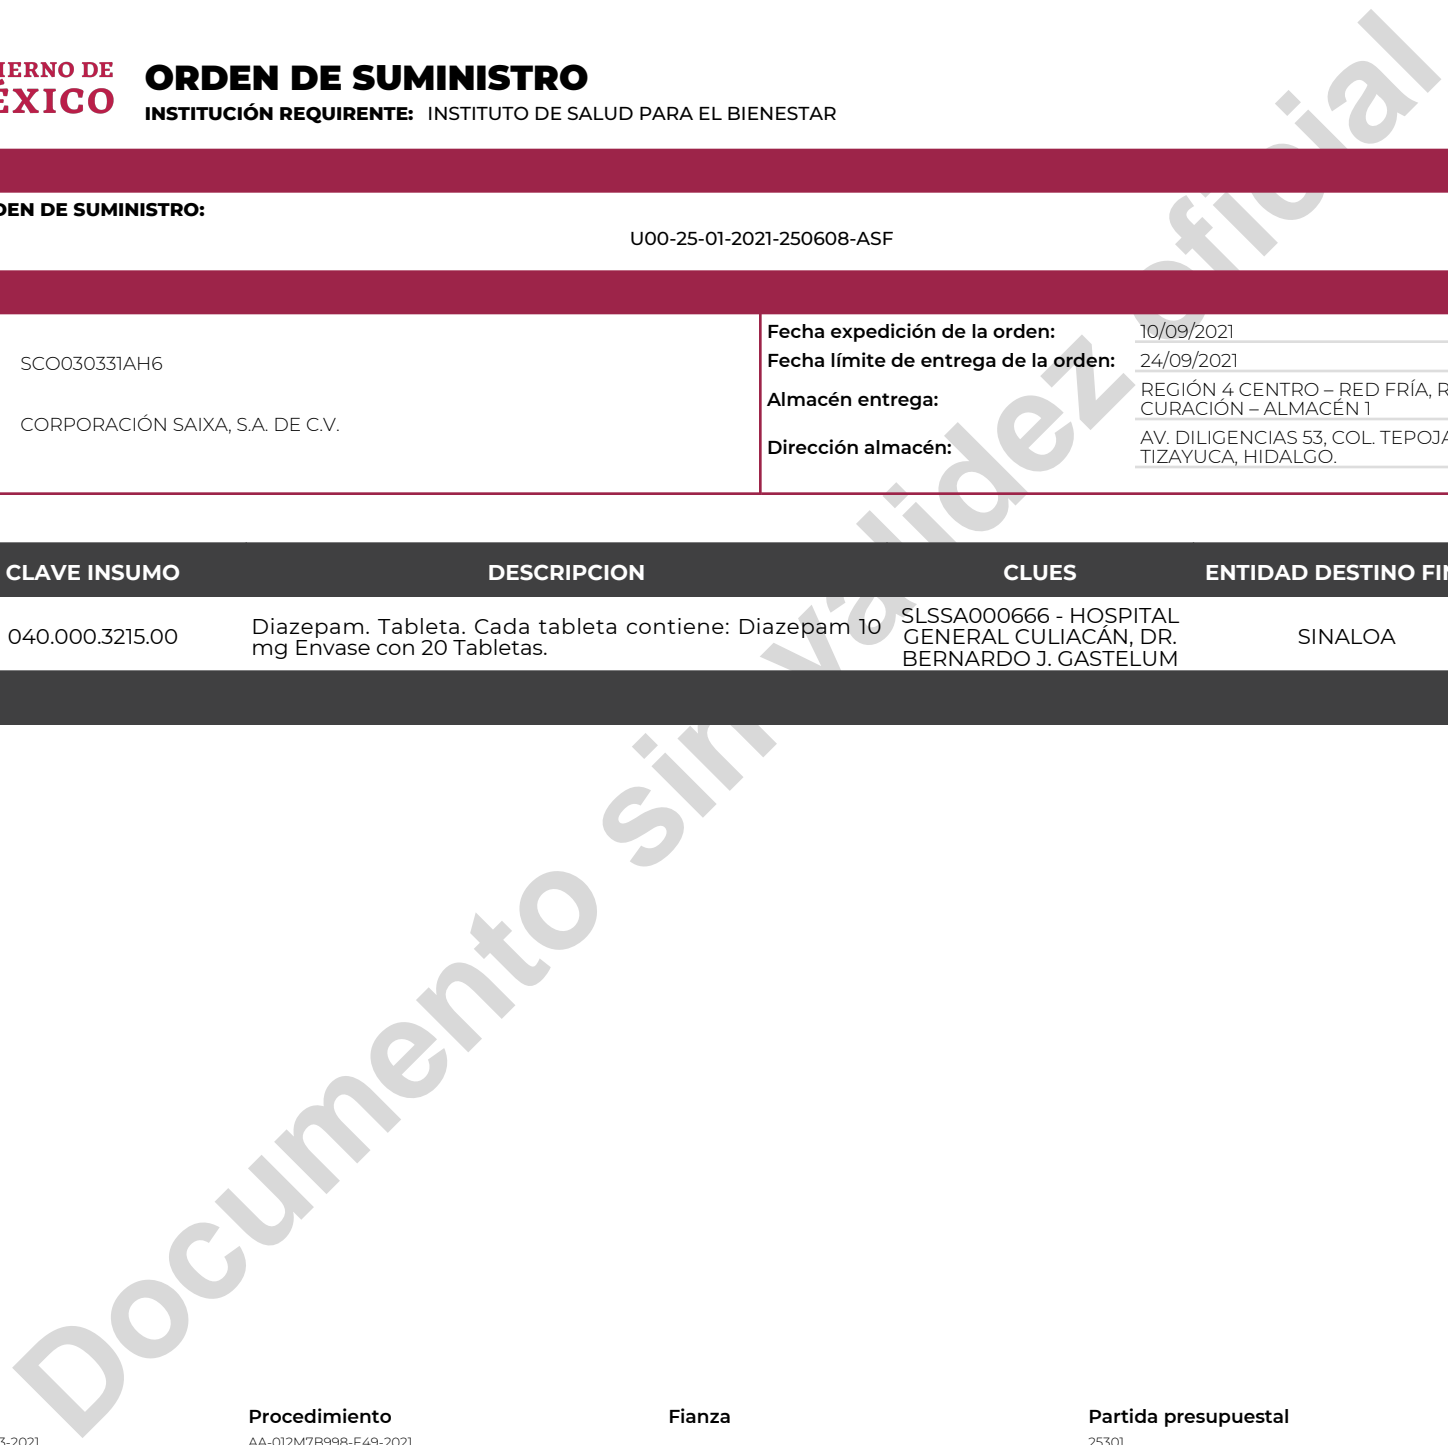 ORDEN DE SUMINISTRO
INSTITUCIÓN REQUIRENTE: INSTITUTO DE SALUD PARA EL BIENESTAR
DE
ÉXICO
DE SUMINISTRO:
U00-25-01-2021-250608-ASF
SCO030331AH6
CORPORACIÓN SAIXA, S.A. DE C.V.
Fecha expedición de la orden: 10/09/2021
Fecha límite de entrega de la orden: 24/09/2021
Almacén entrega: REGIÓN 4 CENTRO – RED FRÍA,
CURACIÓN – ALMACÉN 1
Dirección almacén: AV. DILIGENCIAS 53, COL.
TIZAYUCA, HIDALGO.
CLAVE INSUMO DESCRIPCION CLUES ENTIDAD DESTINO
040.000.3215.00
Diazepam. Tableta. Cada tableta contiene: Diazepam 10
mg Envase con 20 Tabletas.
SLSSA000666 - HOSPITAL
GENERAL CULIACÁN, DR.
BERNARDO J. GASTELUM
SINALOA
Documento sin validez oficial
Procedimiento Fianza Partida presupuestal
AA-012M7B998-E49-2021 25301